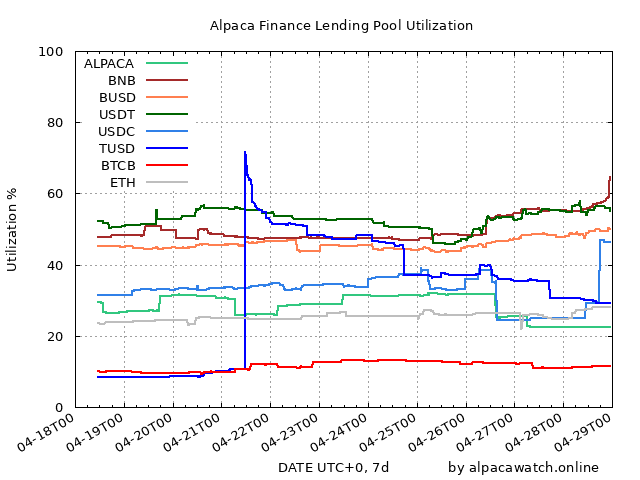 Alpaca Finance Lending Pool Utilization
Utilization %
100
80
60
40
20
0
ALPACA
BNB
BUSD
USDT
USDC
TUSD
BTCB
ETH
04-18T00
04-19T00
04-20T00
04-21T00
04-22T00
04-23T00
04-24T00
04-25T00
04-26T00
04-27T00
04-28T00
04-29T00
DATE UTC+0, 7d
by alpacawatch.online